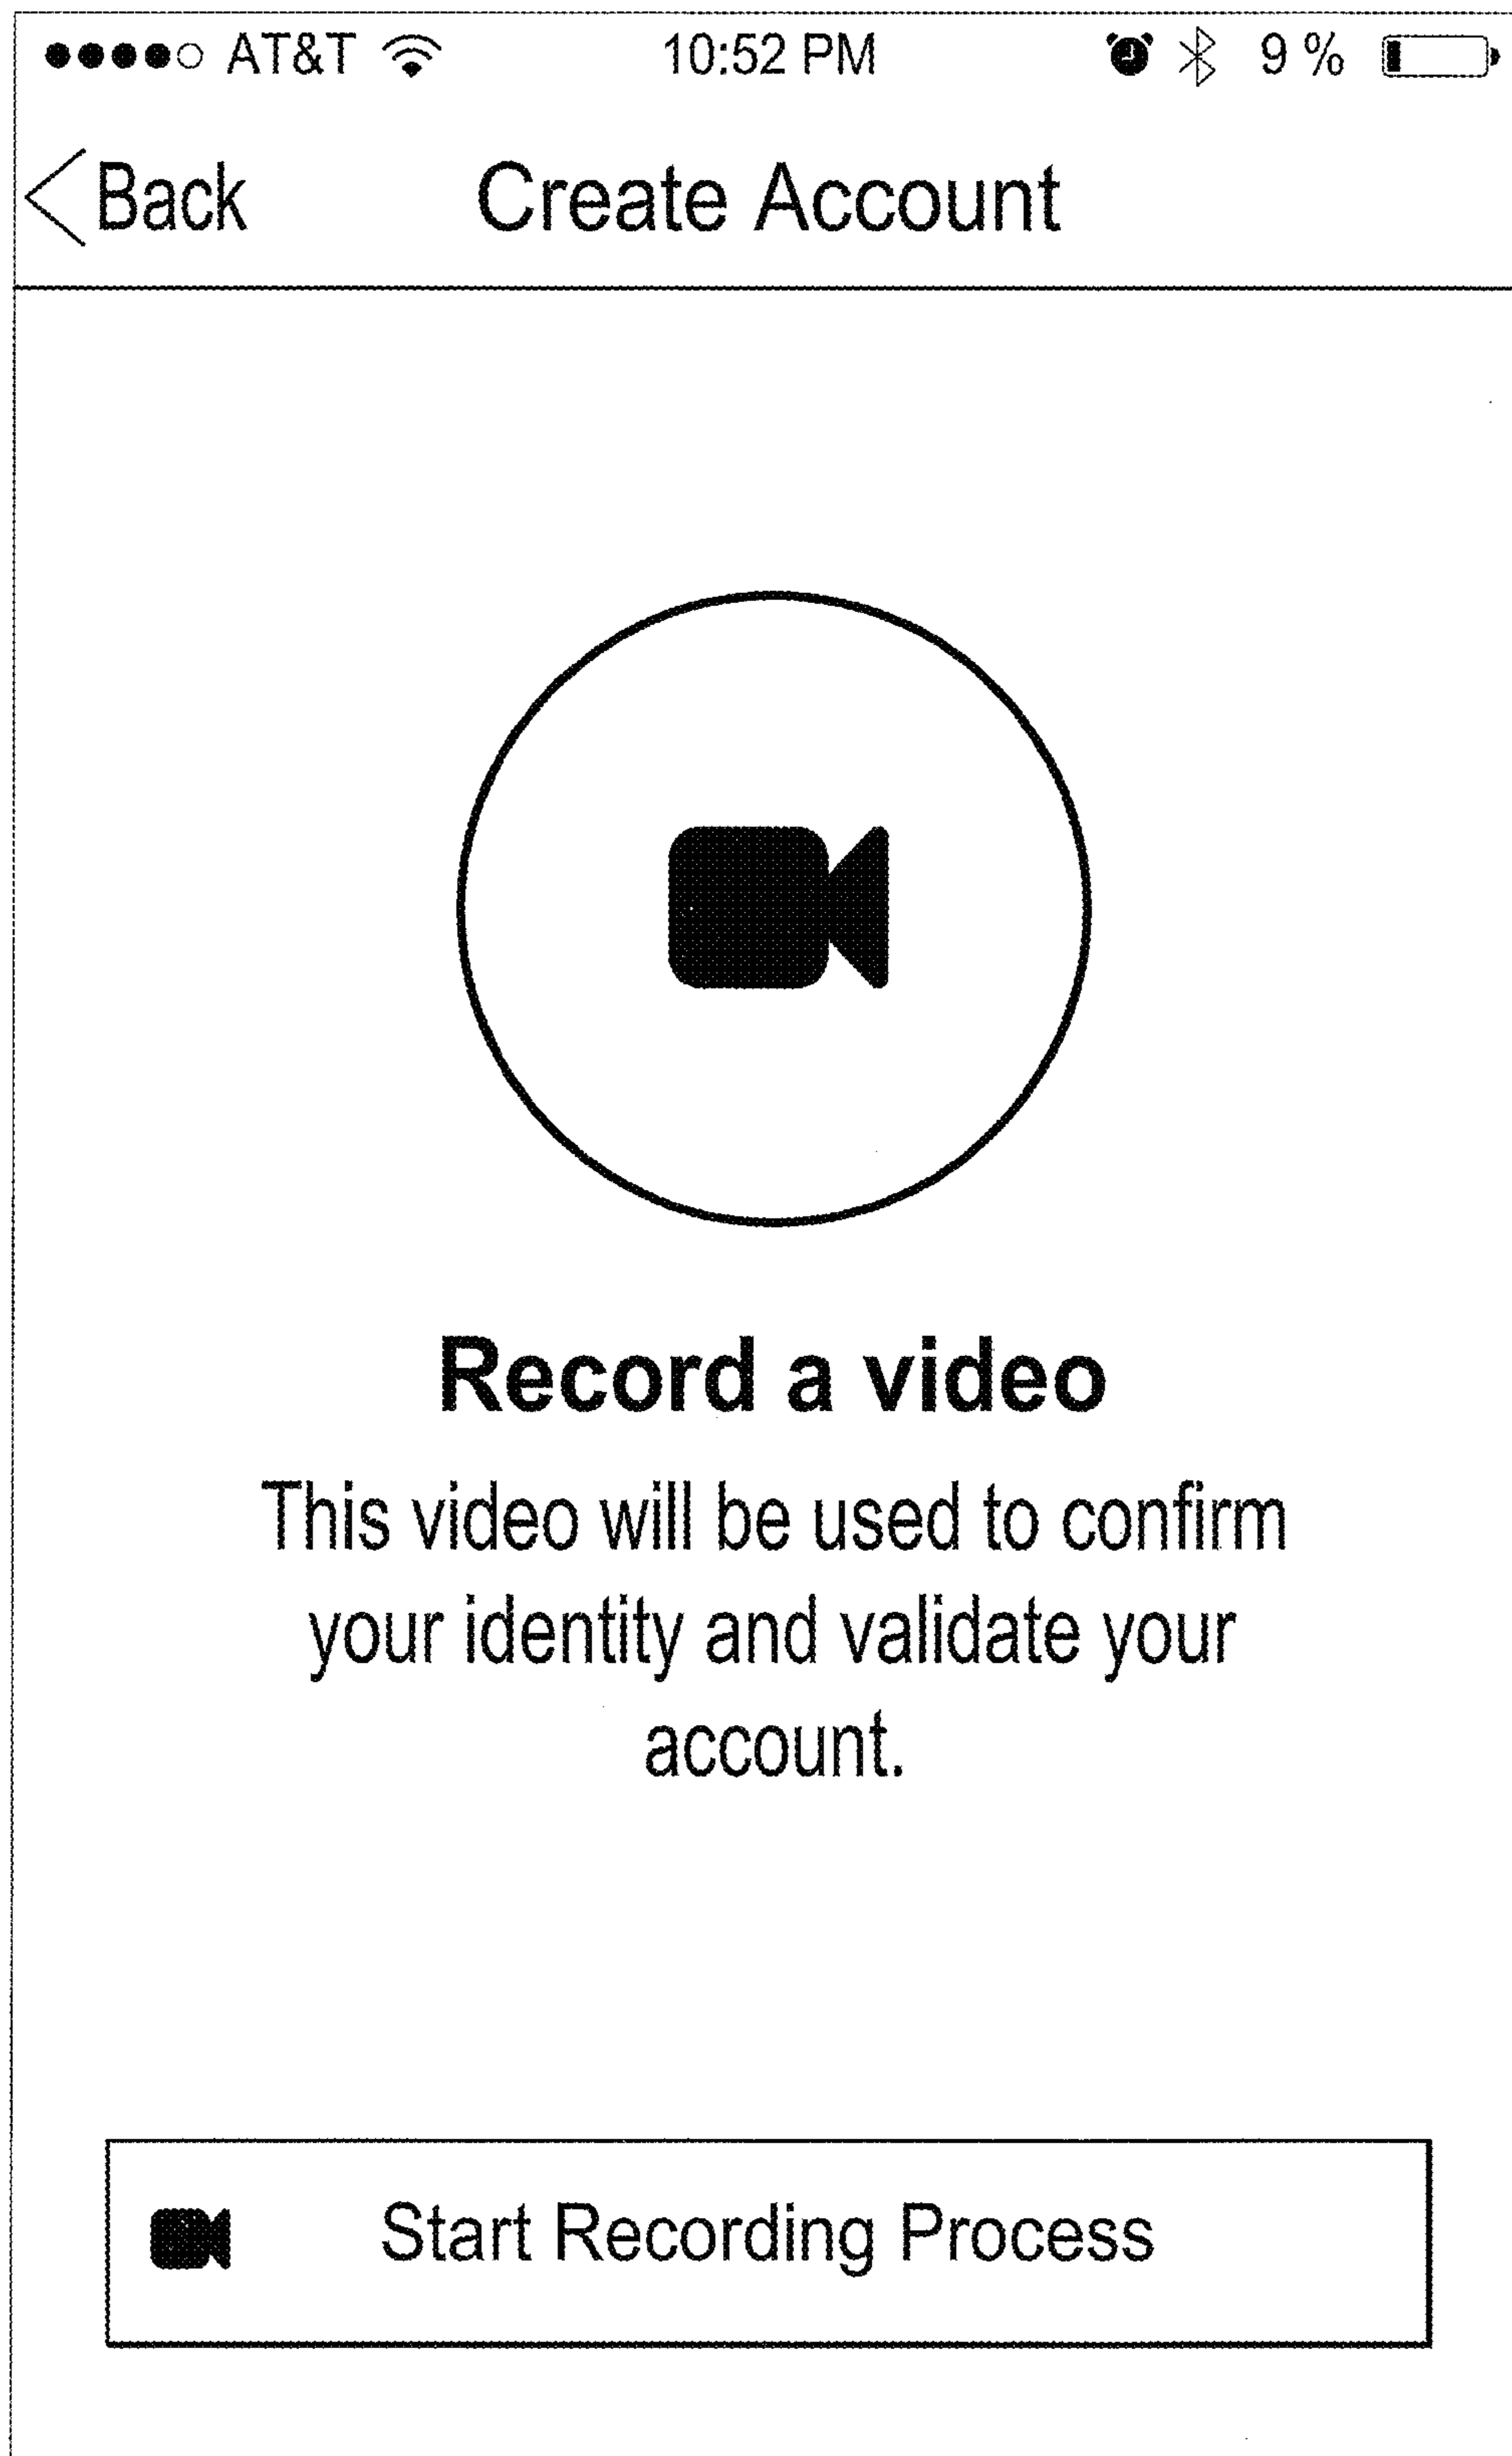 AT&T 10:52 PM 9 %
Back Create Account
Record a video
This video will be used to confirm
your identity and validate your
account.
Start Recording Process